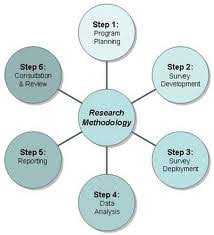 Step 1:
Program
Planning
Step 2:
Survey
Development
Step 3:
Survey
Deployment
Step 4:
Data
Analysis
Step 5:
Reporting
Step 6:
Consultation
& Review
Research
Methodology